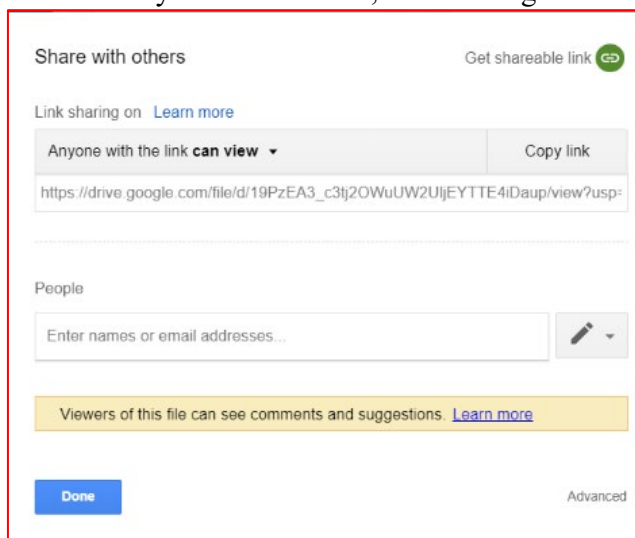 Share with others
Get shareable link
Link sharing on Learn more
Anyone with the link can view
Copy link
https://drive.google.com/file/d/19PzEA3_c3tj2OWuUW2UljEYTTE4iDaup/view?usp=
People
Enter names or email addresses...
Viewers of this file can see comments and suggestions. Learn more
Done
Advanced